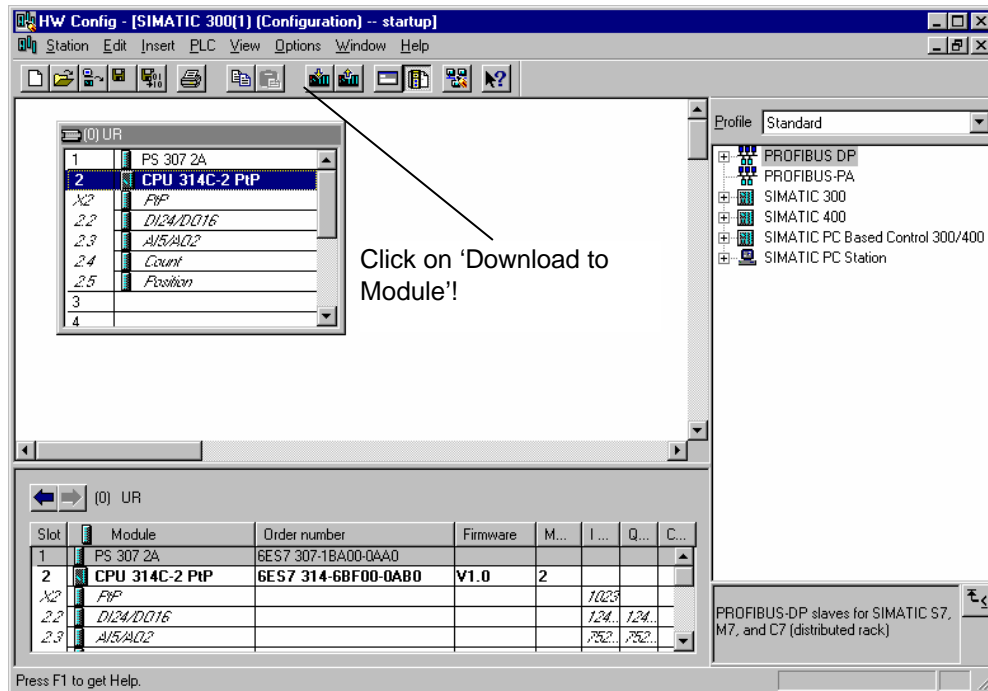 HW Config - [SIMATIC 300(1) (Configuration) -- startup]
Station Edit Insert PLC View Options Window Help
(0) UR
1 PS 307 2A
2 CPU 314C-2 PtP
X2 PtP
2.2 DI24/DO16
2.3 AI5/AO2
2.4 Count
2.5 Position
3
4
Click on ‘Download to
Module’!
Profile Standard
PROFIBUS DP
PROFIBUS-PA
SIMATIC 300
SIMATIC 400
SIMATIC PC Based Control 300/400
SIMATIC PC Station
(0) UR
Slot Module Order number Firmware M... I ... Q... C...
1 PS 307 2A 6ES7 307-1BA00-0AA0
2 CPU 314C-2 PtP 6ES7 314-6BF00-0AB0 V1.0 2
X2 PtP 1023
2.2 DI24/DO16 124... 124...
2.3 AI5/AO2 752... 752...
PROFIBUS-DP slaves for SIMATIC S7,
M7, and C7 (distributed rack)
Press F1 to get Help.